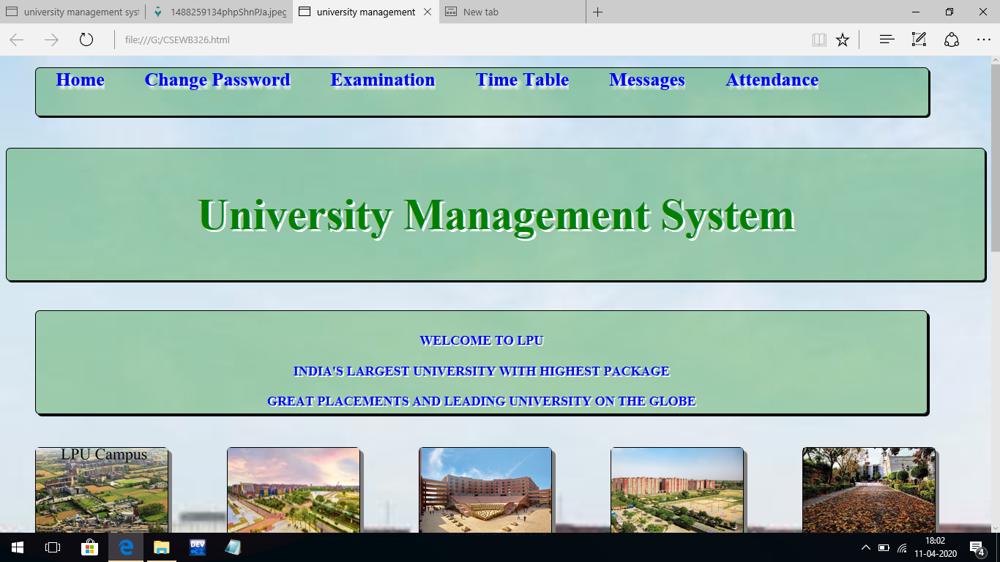 university management syst
1488259134phpShnPJa.jpeg
university management
New tab
file:///G:/CSEWB326.html
Home Change Password Examination Time Table Messages Attendance
University Management System
WELCOME TO LPU
INDIA'S LARGEST UNIVERSITY WITH HIGHEST PACKAGE
GREAT PLACEMENTS AND LEADING UNIVERSITY ON THE GLOBE
LPU Campus
DEV
18:02
11-04-2020
4